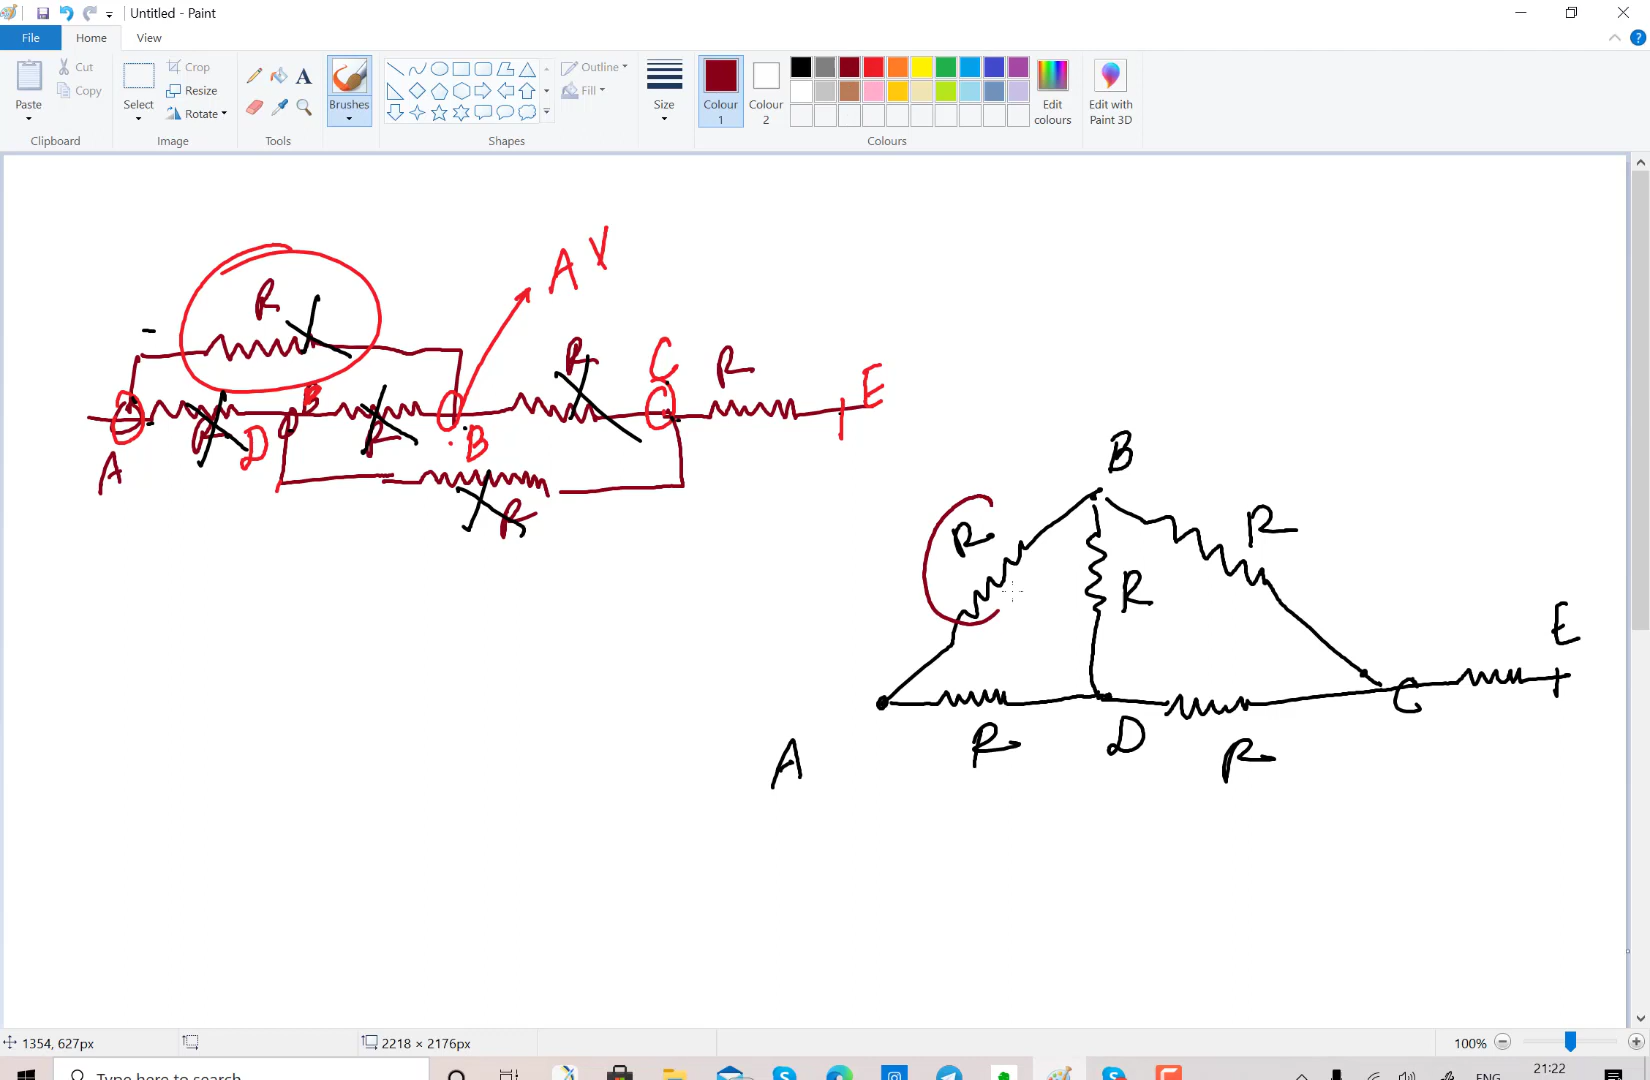 Untitled - Paint
File
Home
View
Paste
Cut
Copy
Clipboard
Select
Crop
Resize
Rotate
Image
A
Tools
Brushes
Outline
Fill
Shapes
Size
Colour
1
Colour
2
Edit
colours
Colours
Edit with
Paint 3D
A
R
R
C
R
E
B
R
D
R
B
A
R
B
R
R
R
E
A
R
D
R
C
1354, 627px
2218 × 2176px
100%
Type here to search
ENG
21:22